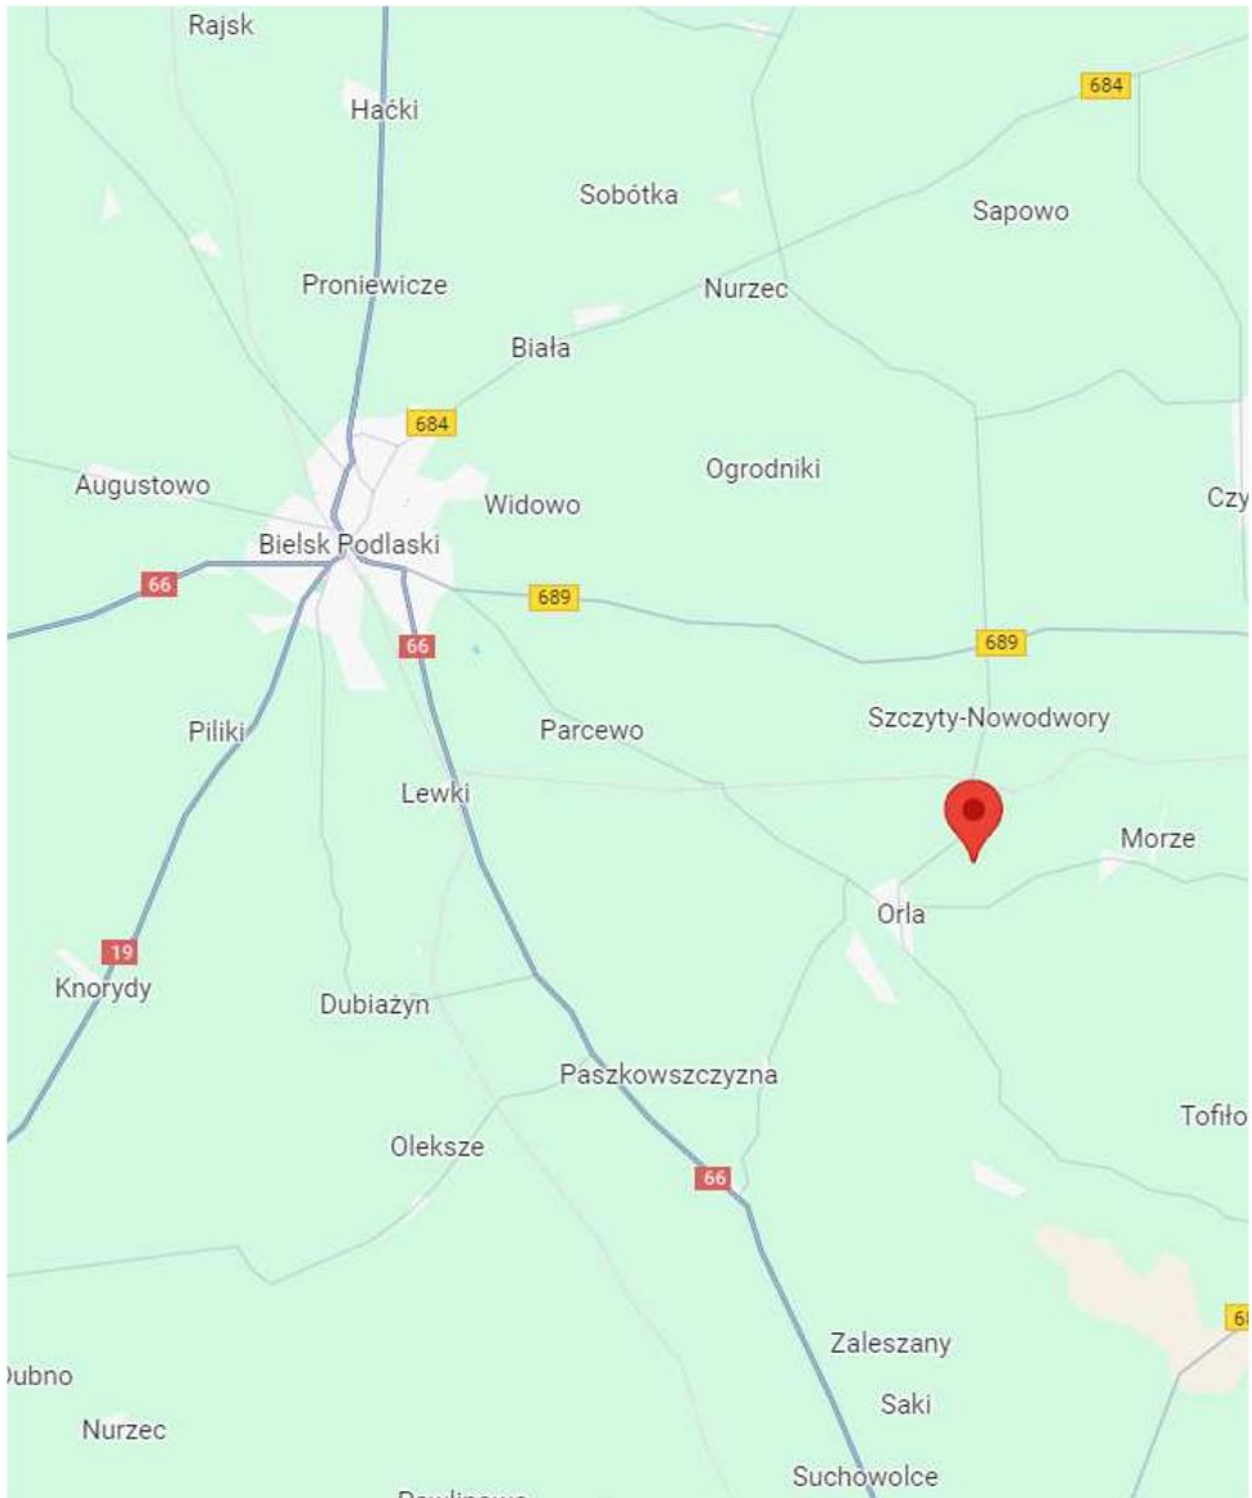 Rajsk
684
Haćki
Sobótka
Sapowo
Proniewicze
Nurzec
Biała
684
Ogrodniki
Augustowo
Widowo
Czy
Bielsk Podlaski
66
689
689
66
Szczyty-Nowodwory
Piliki
Parcewo
Lewki
Morze
Orla
19
Knorydy
Dubiażyn
Paszkowszczyzna
Tofiło
Oleksze
66
Zaleszany
Dubno
Saki
Nurzec
Suchowolce